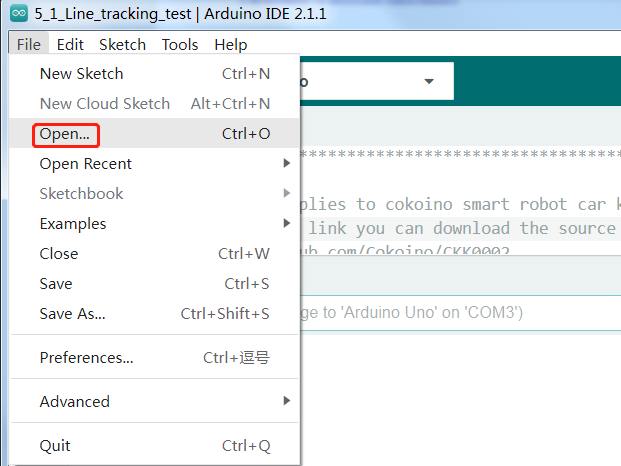 5_1_Line_tracking_test | Arduino IDE 2.1.1
File Edit Sketch Tools Help
New Sketch Ctrl+N
New Cloud Sketch Alt+Ctrl+N
Open... Ctrl+O
Open Recent
Sketchbook
Examples
Close Ctrl+W
Save Ctrl+S
Save As... Ctrl+Shift+S
Preferences... Ctrl+逗号
Advanced
Quit Ctrl+Q
o
***********************************
plies to cokoino smart robot car k
link you can download the source
ub.com/Cokoino/CKK0002
ge to 'Arduino Uno' on 'COM3')